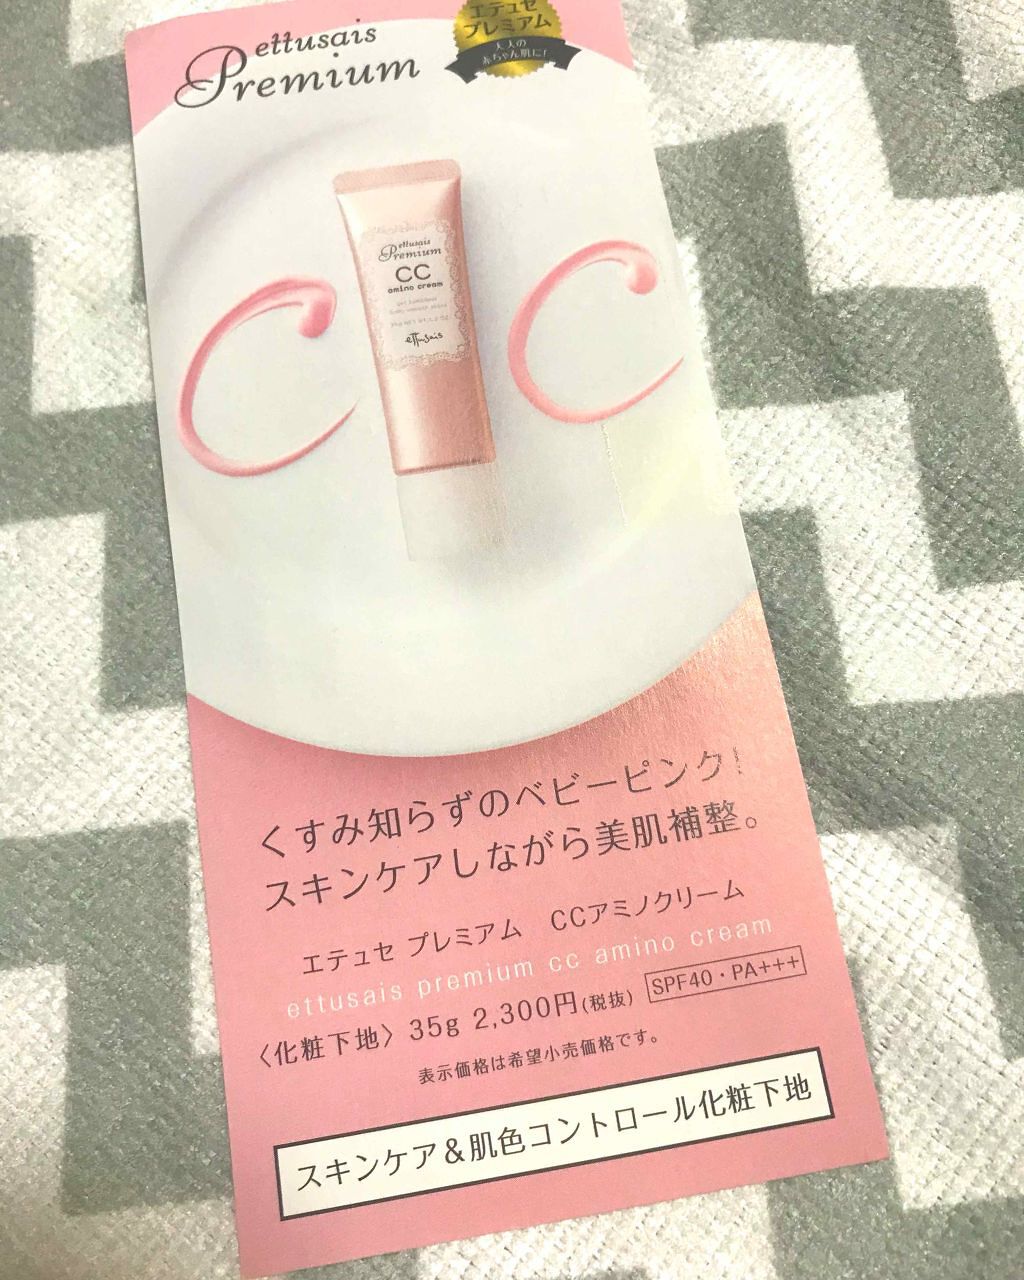 ettusais
Premium
エテュセ
プレミアム
大人の
赤ちゃん肌に!
ettusais
Premium
CC
amino cream
ettusais
くすみ知らずのベビーピンク!
スキンケアしながら美肌補整。
エテュセ プレミアム CCアミノクリーム
ettusais premium cc amino cream
〈化粧下地〉 35g 2,300円(税抜) SPF40・PA+++
表示価格は希望小売価格です。
スキンケア&肌色コントロール化粧下地